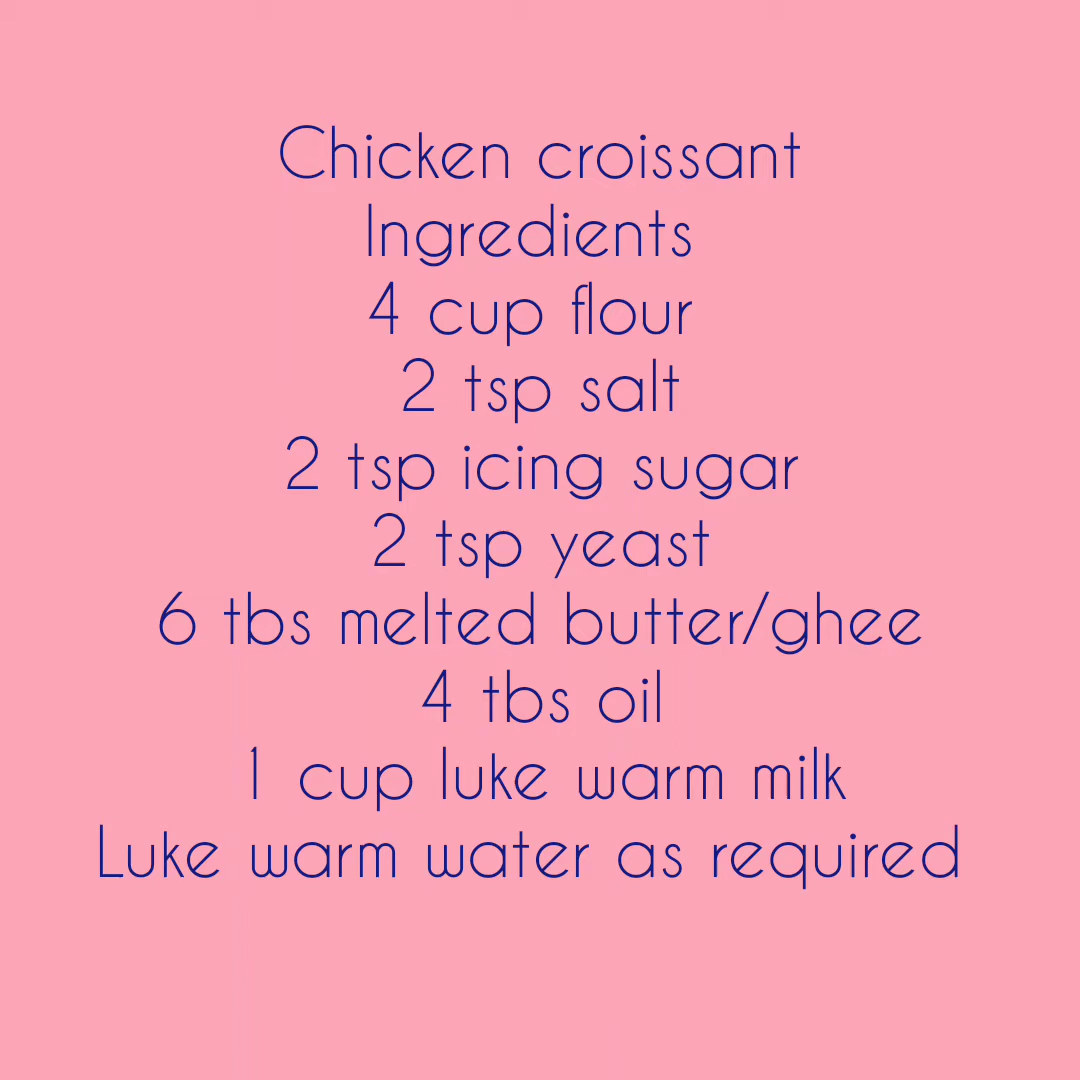 Chicken croissant
Ingredients
4 cup flour
2 tsp salt
2 tsp icing sugar
2 tsp yeast
6 tbs melted butter/ghee
4 tbs oil
1 cup luke warm milk
Luke warm water as required